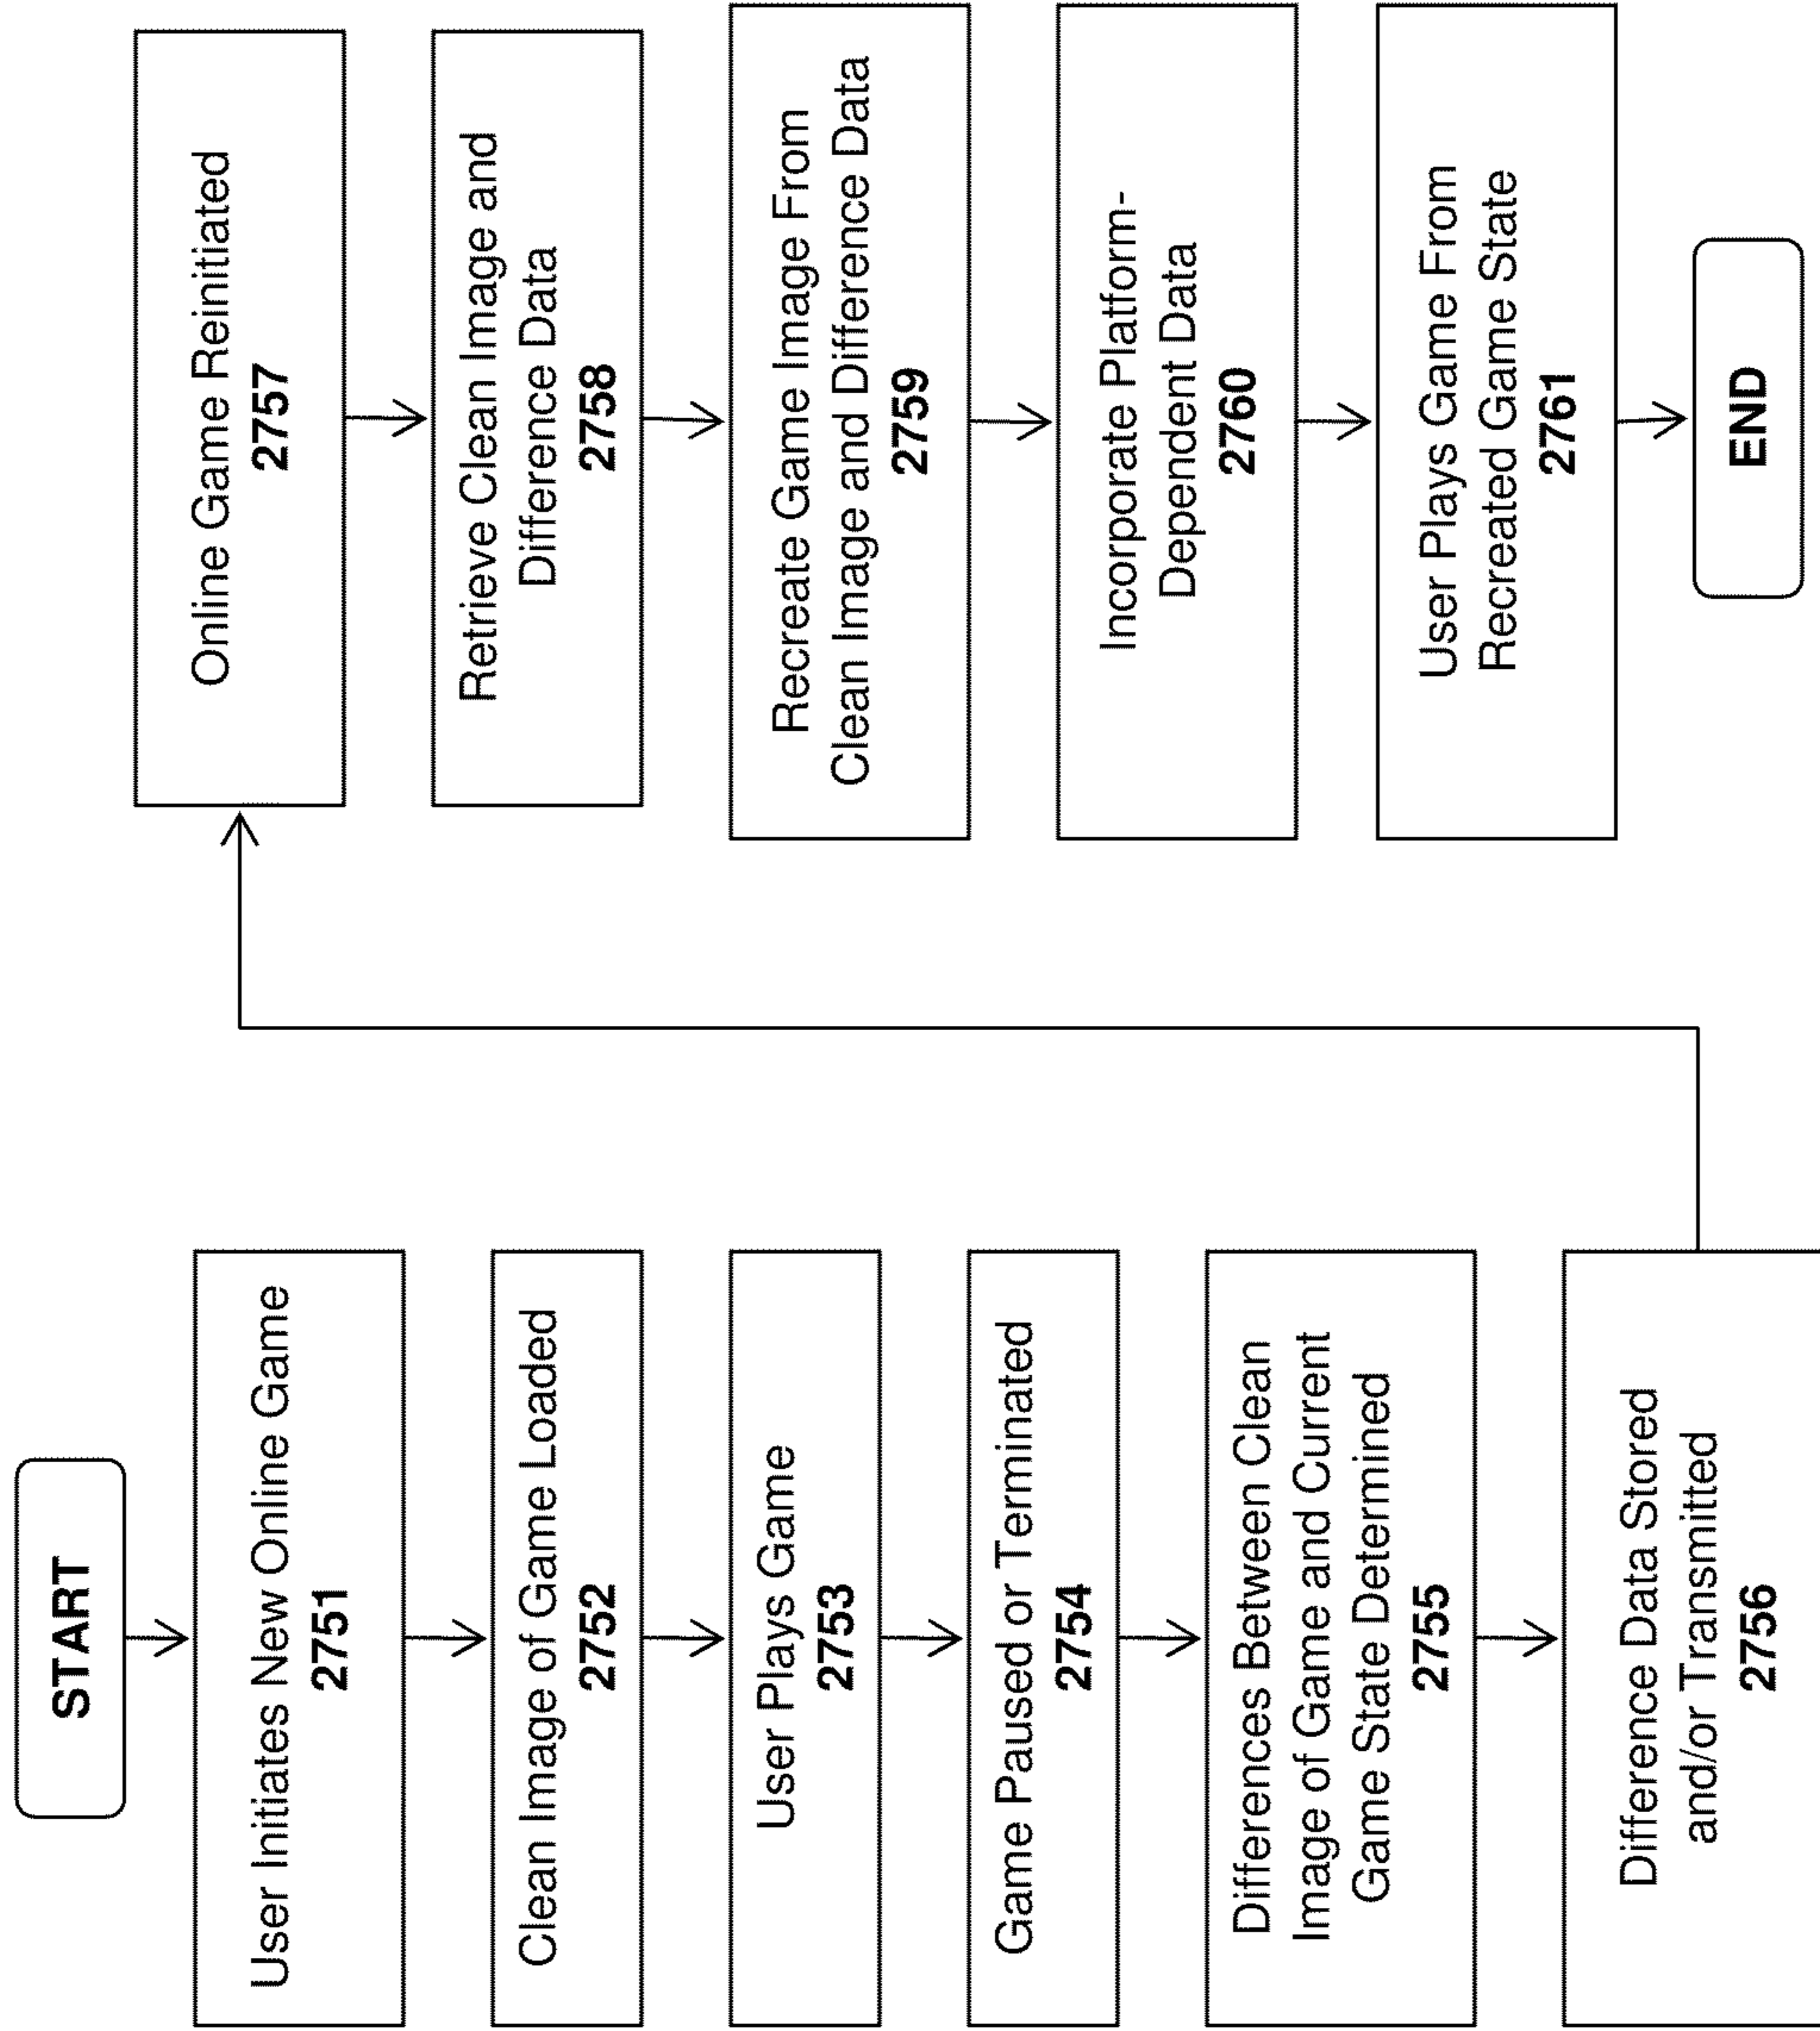 START
User Initiates New Online Game
2751
Clean Image of Game Loaded
2752
User Plays Game
2753
Game Paused or Terminated
2754
Differences Between Clean
Image of Game and Current
Game State Determined
2755
Difference Data Stored
and/or Transmitted
2756
Online Game Reinitiated
2757
Retrieve Clean Image and
Difference Data
2758
Recreate Game Image From
Clean Image and Difference Data
2759
Incorporate Platform-
Dependent Data
2760
User Plays Game From
Recreated Game State
2761
END